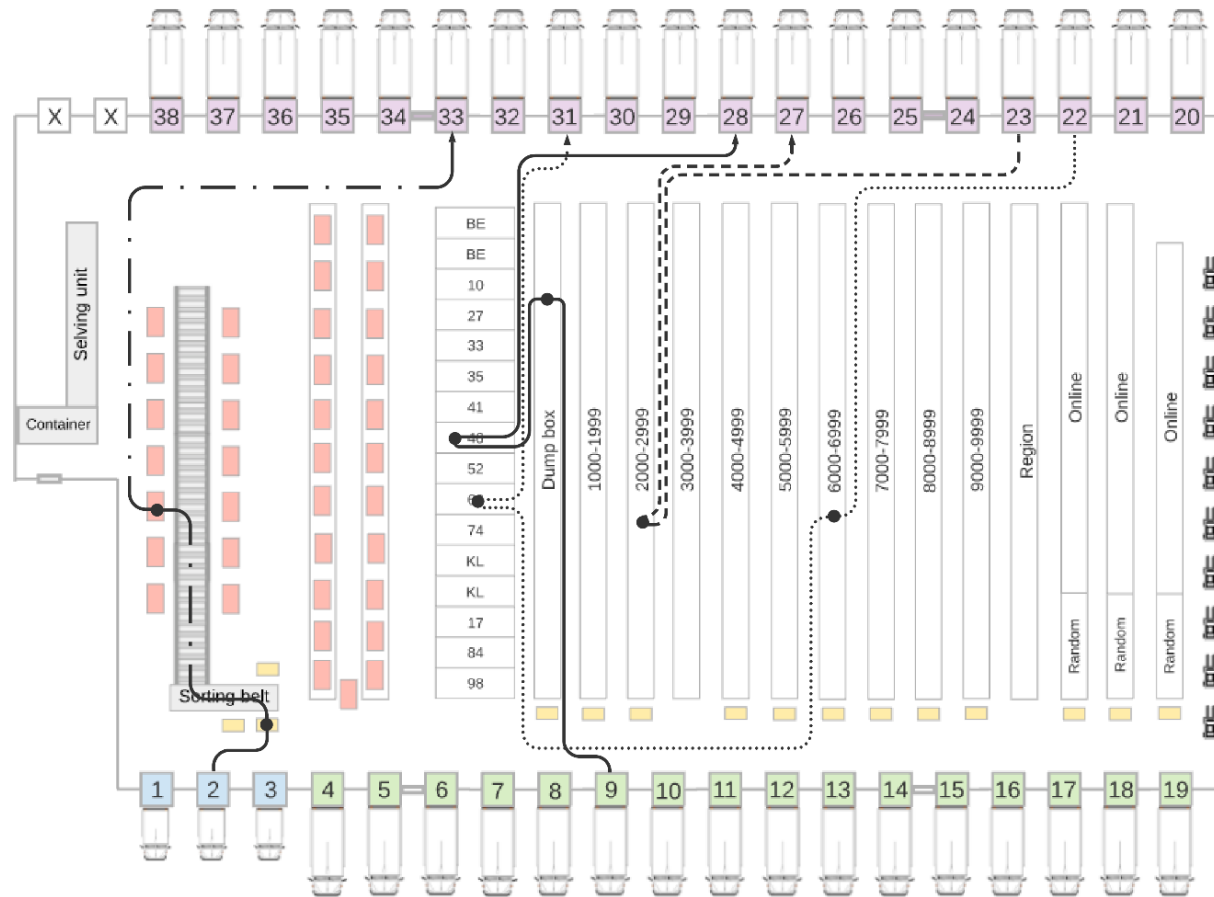 X X 38 37 36 35 34 33 32 31 30 29 28 27 26 25 24 23 22 21 20
Selving unit
Container
Sorting belt
BE
BE
10
27
33
35
41
52
74
KL
KL
17
84
98
Dump box
1000-1999
2000-2999
3000-3999
4000-4999
5000-5999
6000-6999
7000-7999
8000-8999
9000-9999
Region
Online
Random
Online
Random
Online
Random
1 2 3 4 5 6 7 8 9 10 11 12 13 14 15 16 17 18 19